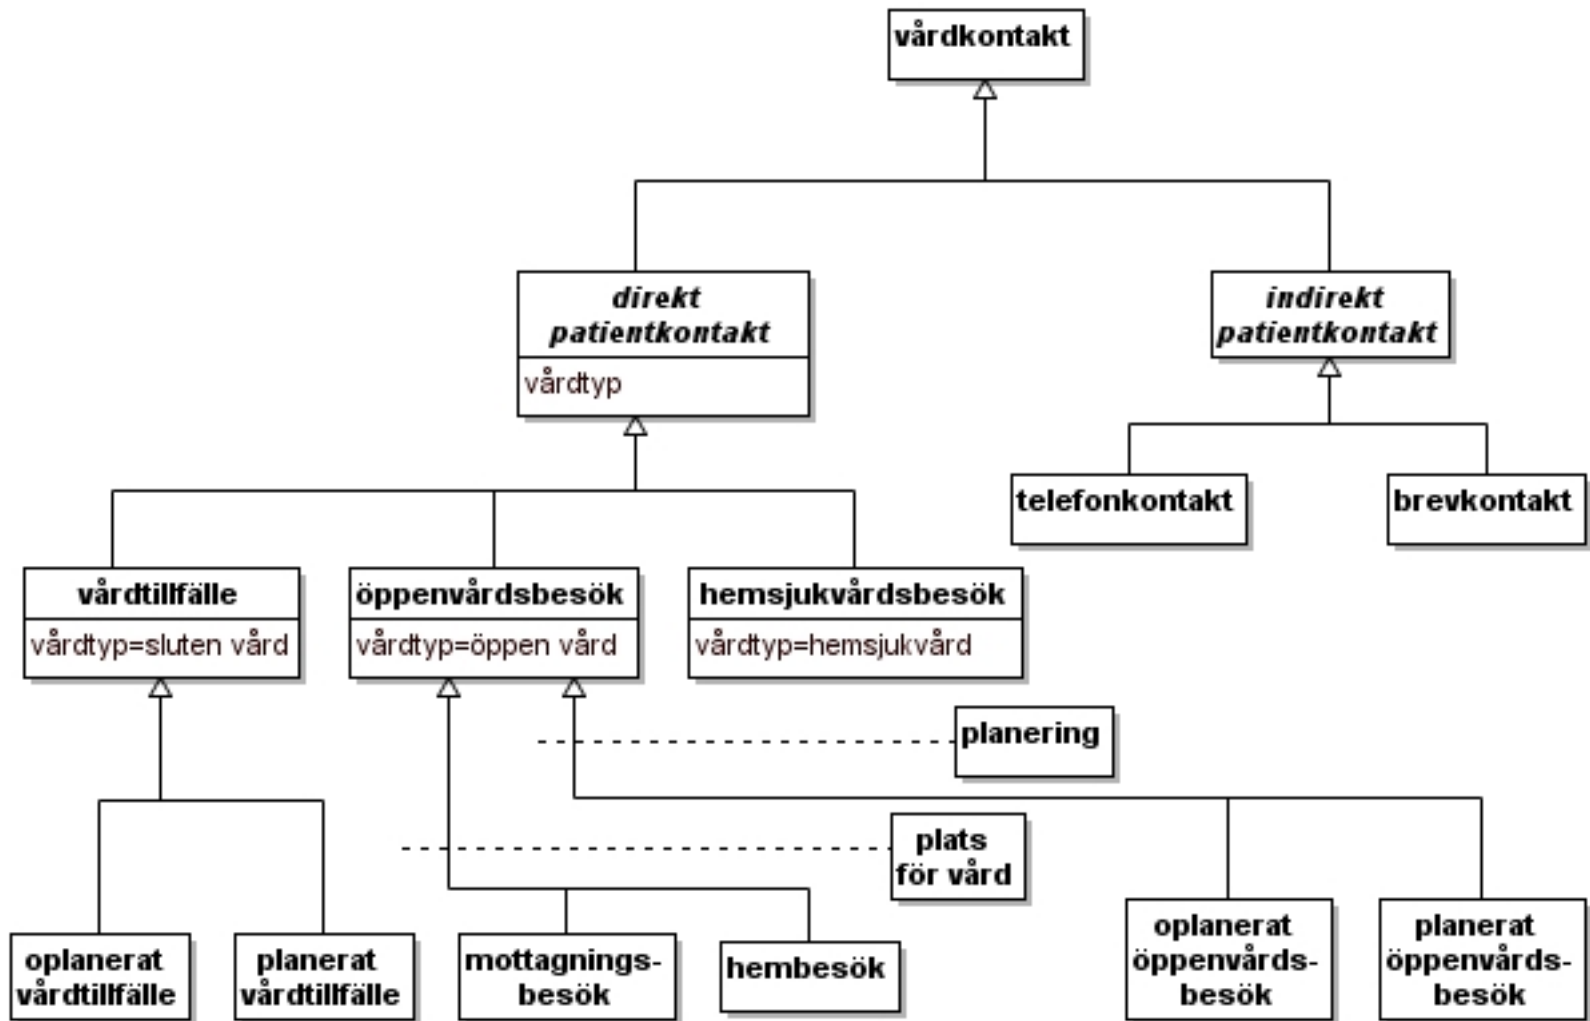 vårdkontakt
direkt
patientkontakt
vårdtyp
indirekt
patientkontakt
telefonkontakt
brevkontakt
vårdtillfälle
vårdtyp=sluten vård
öppenvårdsbesök
vårdtyp=öppen vård
hemsjukvårdsbesök
vårdtyp=hemsjukvård
planering
plats
för vård
oplanerat
vårdtillfälle
planerat
vårdtillfälle
mottagnings-
besök
hembesök
oplanerat
öppenvårds-
besök
planerat
öppenvårds-
besök